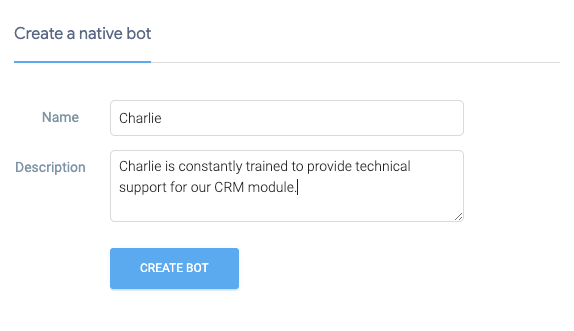 Create a native bot
Name
Charlie
Description
Charlie is constantly trained to provide technical
support for our CRM module.
CREATE BOT